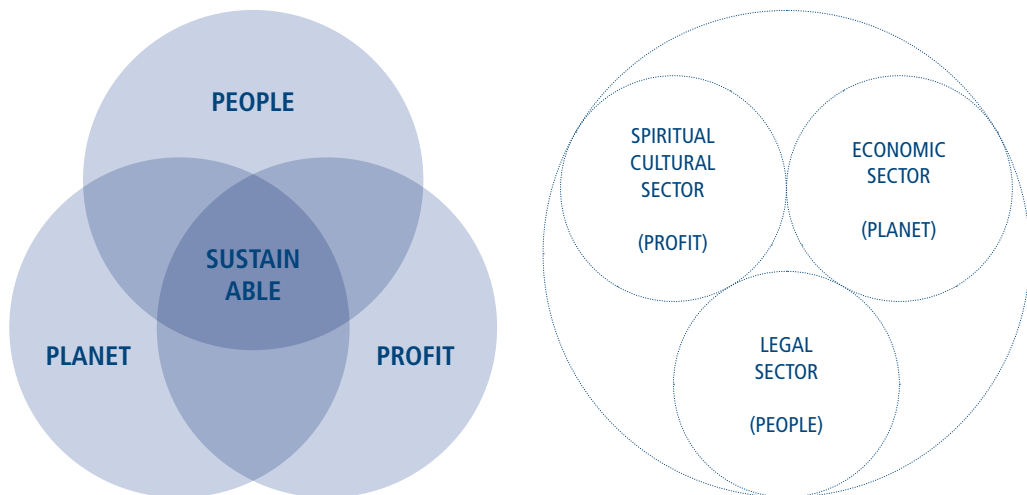 PEOPLE
SUSTAIN
ABLE
PLANET
PROFIT
SPIRITUAL
CULTURAL
SECTOR
(PROFIT)
ECONOMIC
SECTOR
(PLANET)
LEGAL
SECTOR
(PEOPLE)